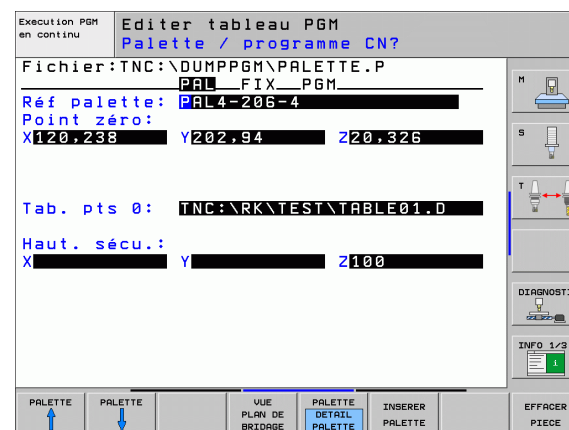 Execution PGM
en continu
Editer tableau PGM
Palette / programme CN?
Fichier:TNC:\DUMPPGM\PALETTE.P
PAL FIX PGM
Réf palette: PAL4-206-4
Point zéro:
X120,238 Y202,94 Z20,326
Tab. pts 0: TNC:\RK\TEST\TABLE01.D
Haut. sécu.:
X Y Z100
M
S
T
DIAGNOSTI
INFO 1/3
PALETTE
PALETTE
VUE
PLAN DE
BRIDAGE
PALETTE
DETAIL
PALETTE
INSERER
PALETTE
EFFACER
PIECE